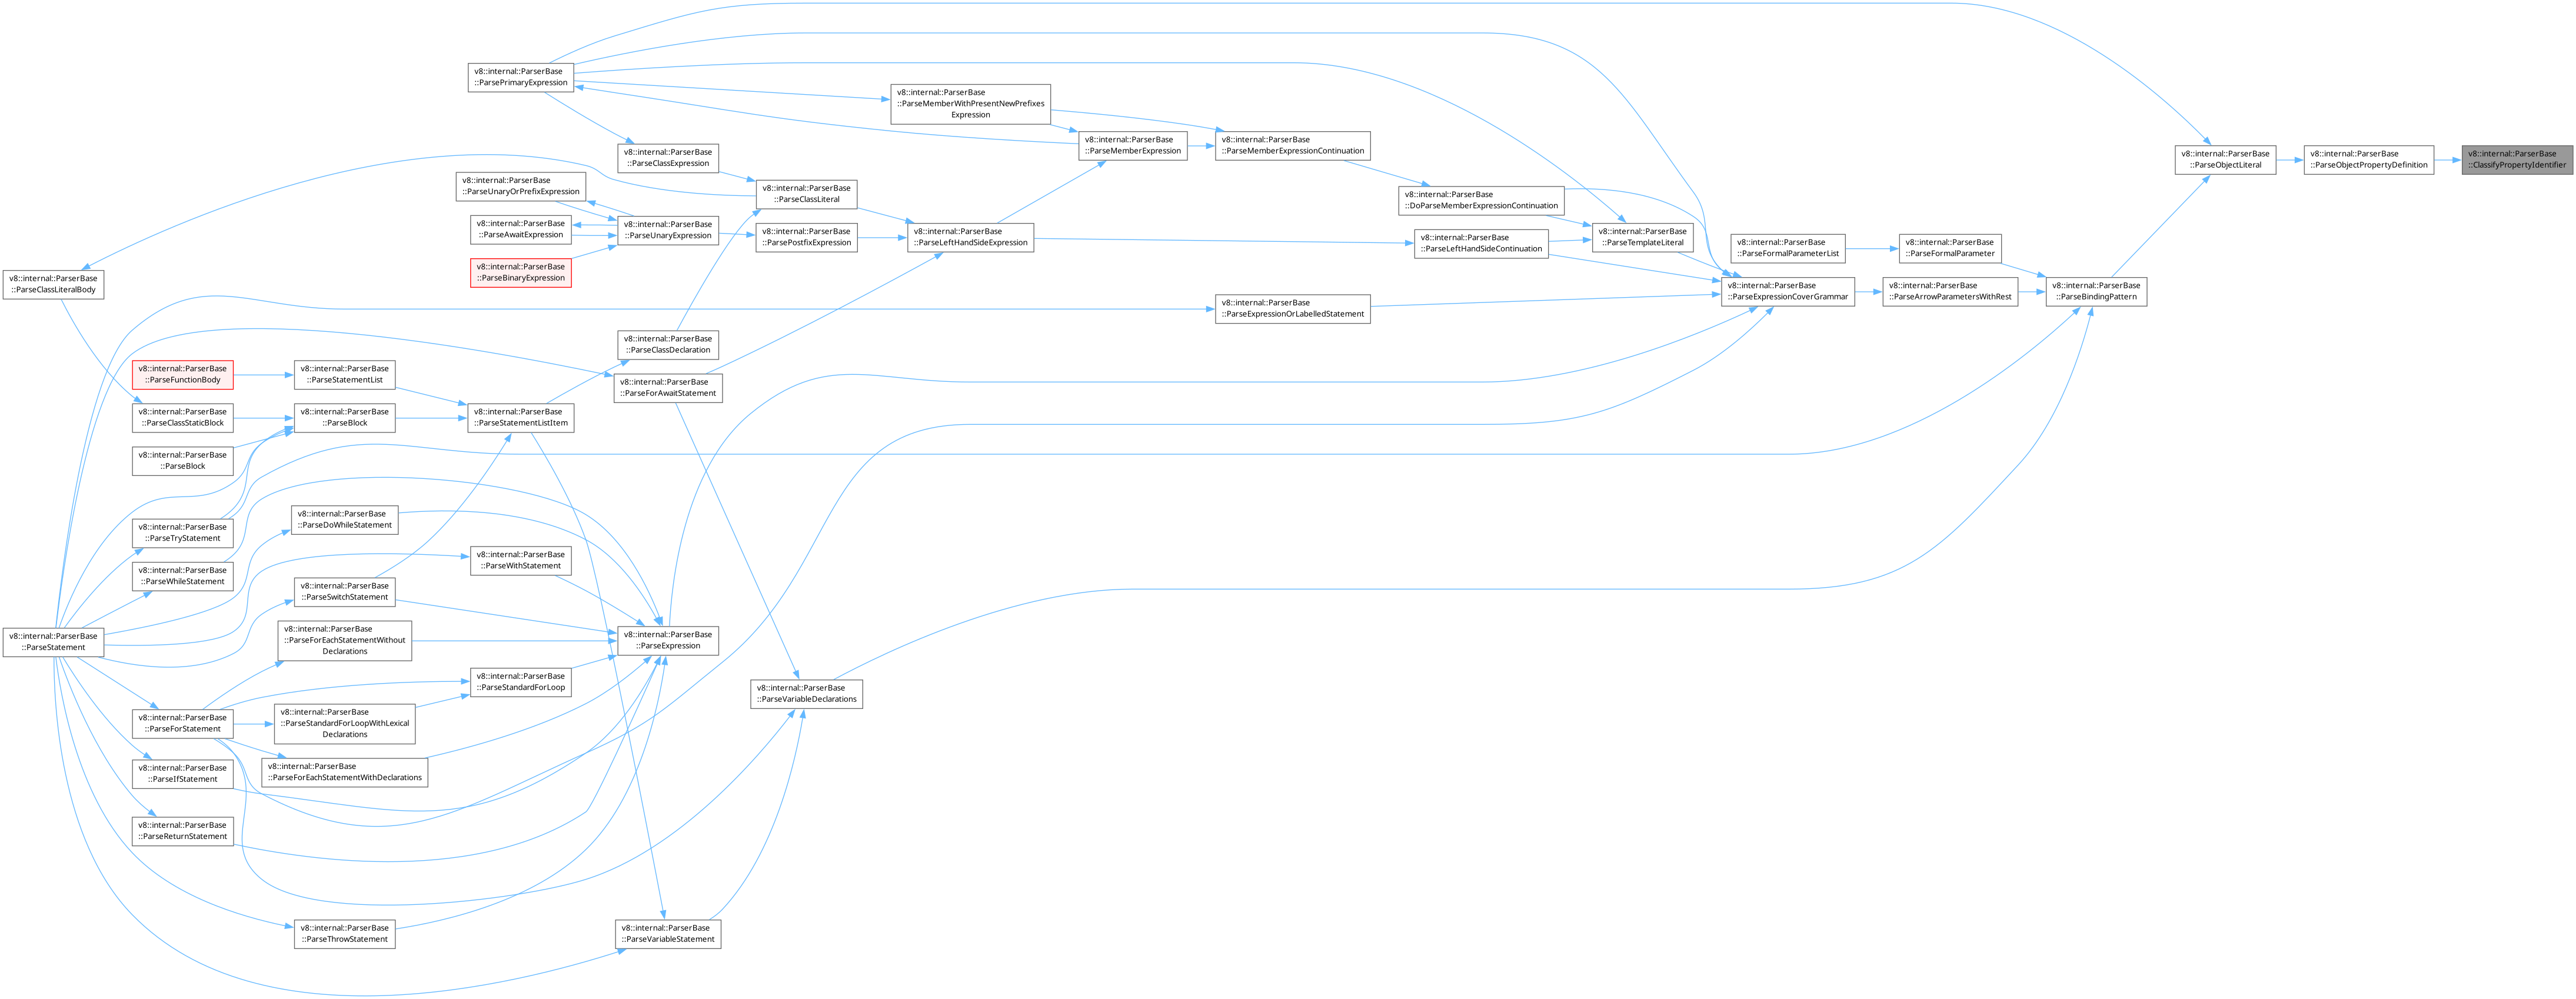 v8::internal::ParserBase
::ParsePrimaryExpression
v8::internal::ParserBase
::ParseMemberWithPresentNewPrefixes
Expression
v8::internal::ParserBase
::ParseMemberExpression
v8::internal::ParserBase
::ParseMemberExpressionContinuation
v8::internal::ParserBase
::ParseObjectLiteral
v8::internal::ParserBase
::ParseObjectPropertyDefinition
v8::internal::ParserBase
::ClassifyPropertyIdentifier
v8::internal::ParserBase
::ParseClassExpression
v8::internal::ParserBase
::ParseUnaryOrPrefixExpression
v8::internal::ParserBase
::ParseClassLiteral
v8::internal::ParserBase
::DoParseMemberExpressionContinuation
v8::internal::ParserBase
::ParseAwaitExpression
v8::internal::ParserBase
::ParseUnaryExpression
v8::internal::ParserBase
::ParsePostfixExpression
v8::internal::ParserBase
::ParseLeftHandSideExpression
v8::internal::ParserBase
::ParseLeftHandSideContinuation
v8::internal::ParserBase
::ParseTemplateLiteral
v8::internal::ParserBase
::ParseFormalParameterList
v8::internal::ParserBase
::ParseFormalParameter
v8::internal::ParserBase
::ParseBinaryExpression
v8::internal::ParserBase
::ParseClassLiteralBody
v8::internal::ParserBase
::ParseExpressionOrLabelledStatement
v8::internal::ParserBase
::ParseExpressionCoverGrammar
v8::internal::ParserBase
::ParseArrowParametersWithRest
v8::internal::ParserBase
::ParseBindingPattern
v8::internal::ParserBase
::ParseClassDeclaration
v8::internal::ParserBase
::ParseFunctionBody
v8::internal::ParserBase
::ParseStatementList
v8::internal::ParserBase
::ParseForAwaitStatement
v8::internal::ParserBase
::ParseClassStaticBlock
v8::internal::ParserBase
::ParseBlock
v8::internal::ParserBase
::ParseStatementListItem
v8::internal::ParserBase
::ParseBlock
v8::internal::ParserBase
::ParseTryStatement
v8::internal::ParserBase
::ParseDoWhileStatement
v8::internal::ParserBase
::ParseWhileStatement
v8::internal::ParserBase
::ParseWithStatement
v8::internal::ParserBase
::ParseSwitchStatement
v8::internal::ParserBase
::ParseStatement
v8::internal::ParserBase
::ParseForEachStatementWithout
Declarations
v8::internal::ParserBase
::ParseExpression
v8::internal::ParserBase
::ParseStandardForLoop
v8::internal::ParserBase
::ParseVariableDeclarations
v8::internal::ParserBase
::ParseForStatement
v8::internal::ParserBase
::ParseStandardForLoopWithLexical
Declarations
v8::internal::ParserBase
::ParseIfStatement
v8::internal::ParserBase
::ParseForEachStatementWithDeclarations
v8::internal::ParserBase
::ParseReturnStatement
v8::internal::ParserBase
::ParseThrowStatement
v8::internal::ParserBase
::ParseVariableStatement